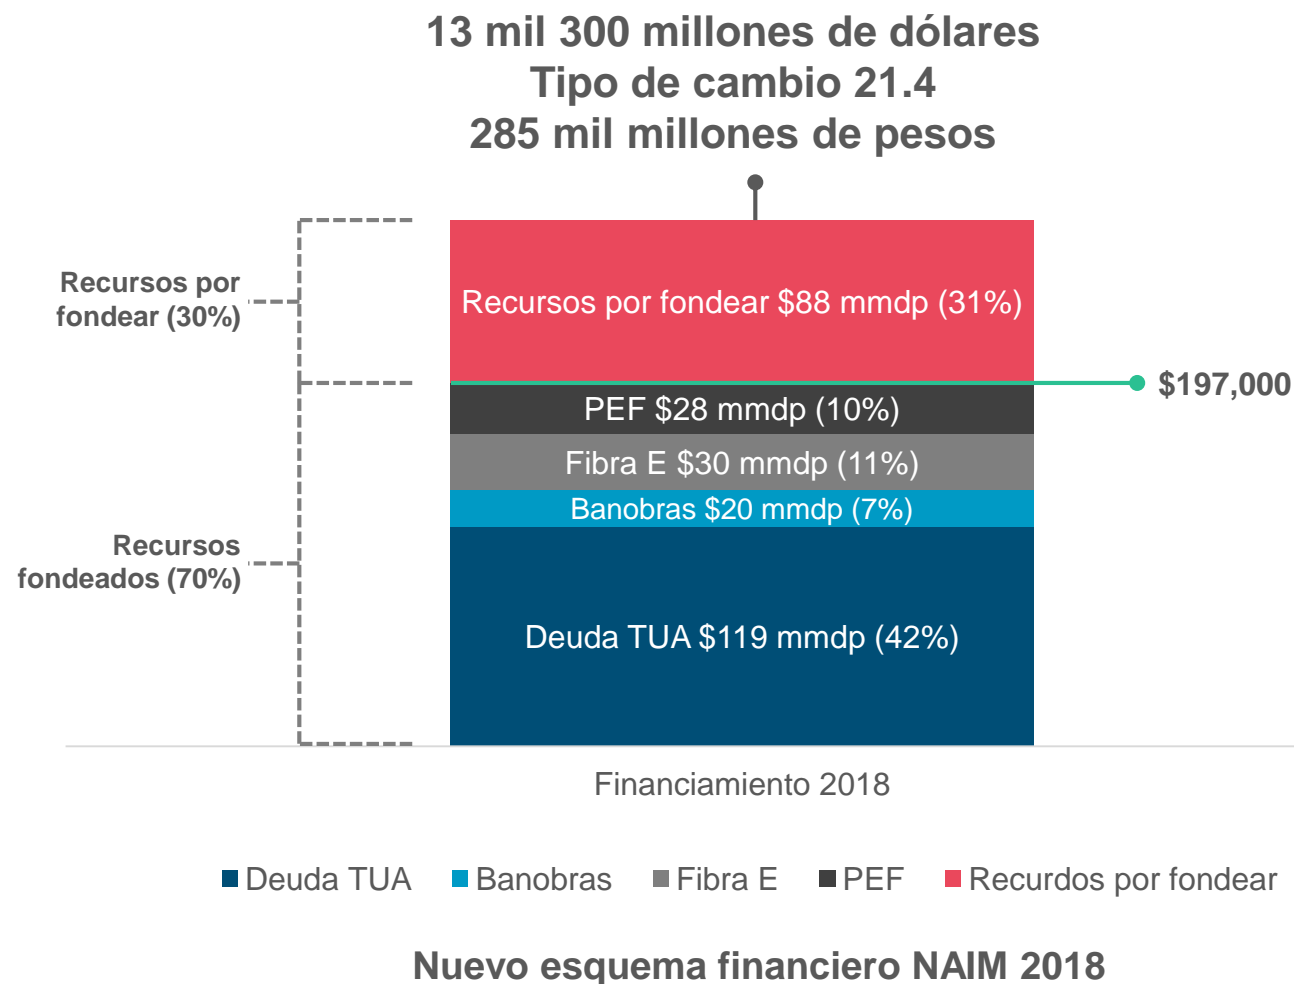 13 mil 300 millones de dólares
Tipo de cambio 21.4
285 mil millones de pesos
Recursos por
fondear (30%)
Recursos por fondear $88 mmdp (31%)
$197,000
PEF $28 mmdp (10%)
Fibra E $30 mmdp (11%)
Banobras $20 mmdp (7%)
Recursos
fondeados (70%)
Deuda TUA $119 mmdp (42%)
Financiamiento 2018
Deuda TUA Banobras Fibra E PEF Recurdos por fondear
Nuevo esquema financiero NAIM 2018